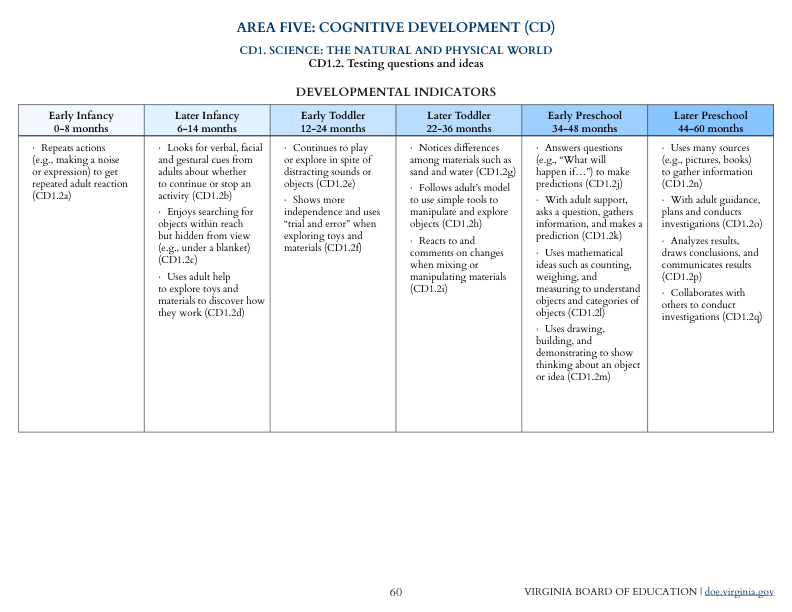 AREA FIVE: COGNITIVE DEVELOPMENT (CD)
CD1. SCIENCE: THE NATURAL AND PHYSICAL WORLD
CD1.2. Testing questions and ideas
DEVELOPMENTAL INDICATORS
Early Infancy
0–8 months
· Repeats actions
(e.g., making a noise
or expression) to get
repeated adult reaction
(CD1.2a)
Later Infancy
6–14 months
· Looks for verbal, facial
and gestural cues from
adults about whether
to continue or stop an
activity (CD1.2b)
· Enjoys searching for
objects within reach
but hidden from view
(e.g., under a blanket)
(CD1.2c)
· Uses adult help
to explore toys and
materials to discover how
they work (CD1.2d)
Early Toddler
12–24 months
· Continues to play
or explore in spite of
distracting sounds or
objects (CD1.2e)
· Shows more
independence and uses
“trial and error” when
exploring toys and
materials (CD1.2f)
Later Toddler
22–36 months
· Notices differences
among materials such as
sand and water (CD1.2g)
· Follows adult’s model
to use simple tools to
manipulate and explore
objects (CD1.2h)
· Reacts to and
comments on changes
when mixing or
manipulating materials
(CD1.2i)
Early Preschool
34–48 months
· Answers questions
(e.g., “What will
happen if…”) to make
predictions (CD1.2j)
· With adult support,
asks a question, gathers
information, and makes a
prediction (CD1.2k)
· Uses mathematical
ideas such as counting,
weighing, and
measuring to understand
objects and categories of
objects (CD1.2l)
· Uses drawing,
building, and
demonstrating to show
thinking about an object
or idea (CD1.2m)
Later Preschool
44–60 months
· Uses many sources
(e.g., pictures, books)
to gather information
(CD1.2n)
· With adult guidance,
plans and conducts
investigations (CD1.2o)
· Analyzes results,
draws conclusions, and
communicates results
(CD1.2p)
· Collaborates with
others to conduct
investigations (CD1.2q)
60
VIRGINIA BOARD OF EDUCATION | doe.virginia.gov